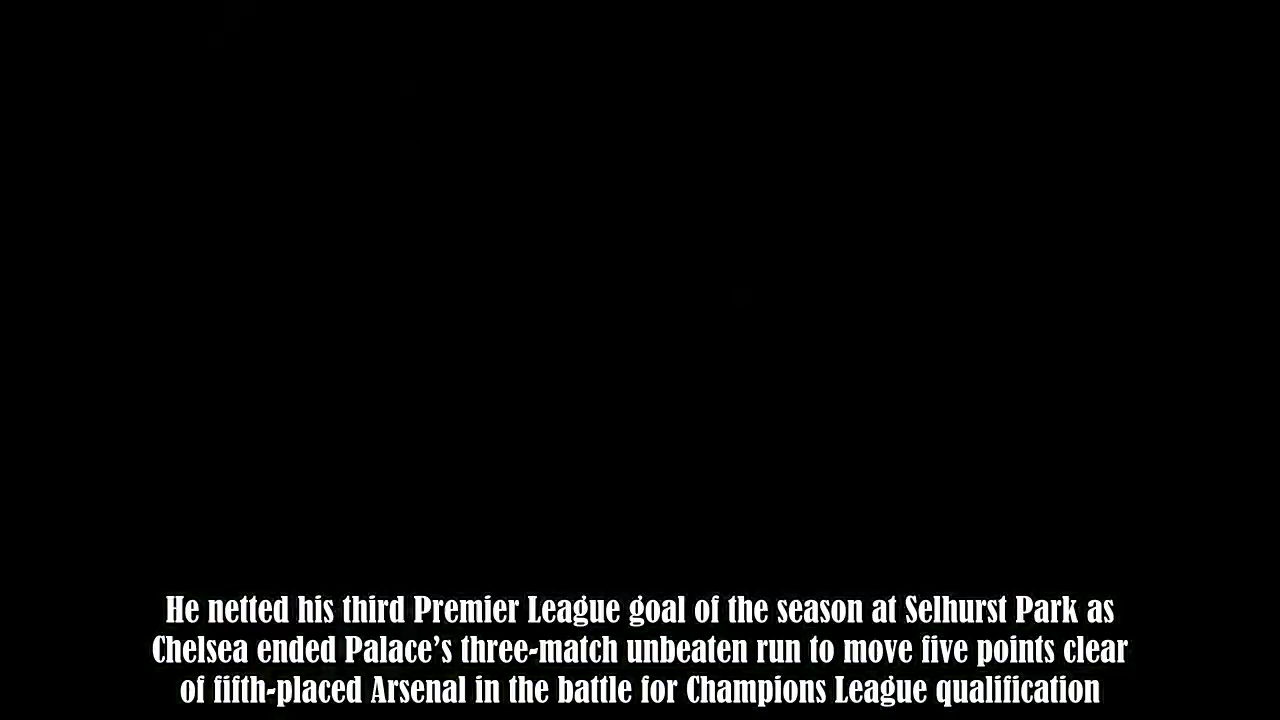 He netted his third Premier League goal of the season at Selhurst Park as
Chelsea ended Palace’s three-match unbeaten run to move five points clear
of fifth-placed Arsenal in the battle for Champions League qualification